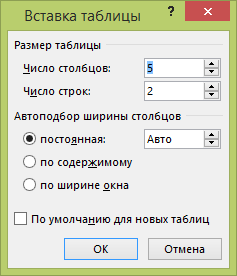 Вставка таблицы ?
Размер таблицы
Число столбцов: 5
Число строк: 2
Автоподбор ширины столбцов
постоянная: Авто
по содержимому
по ширине окна
По умолчанию для новых таблиц
ОК Отмена